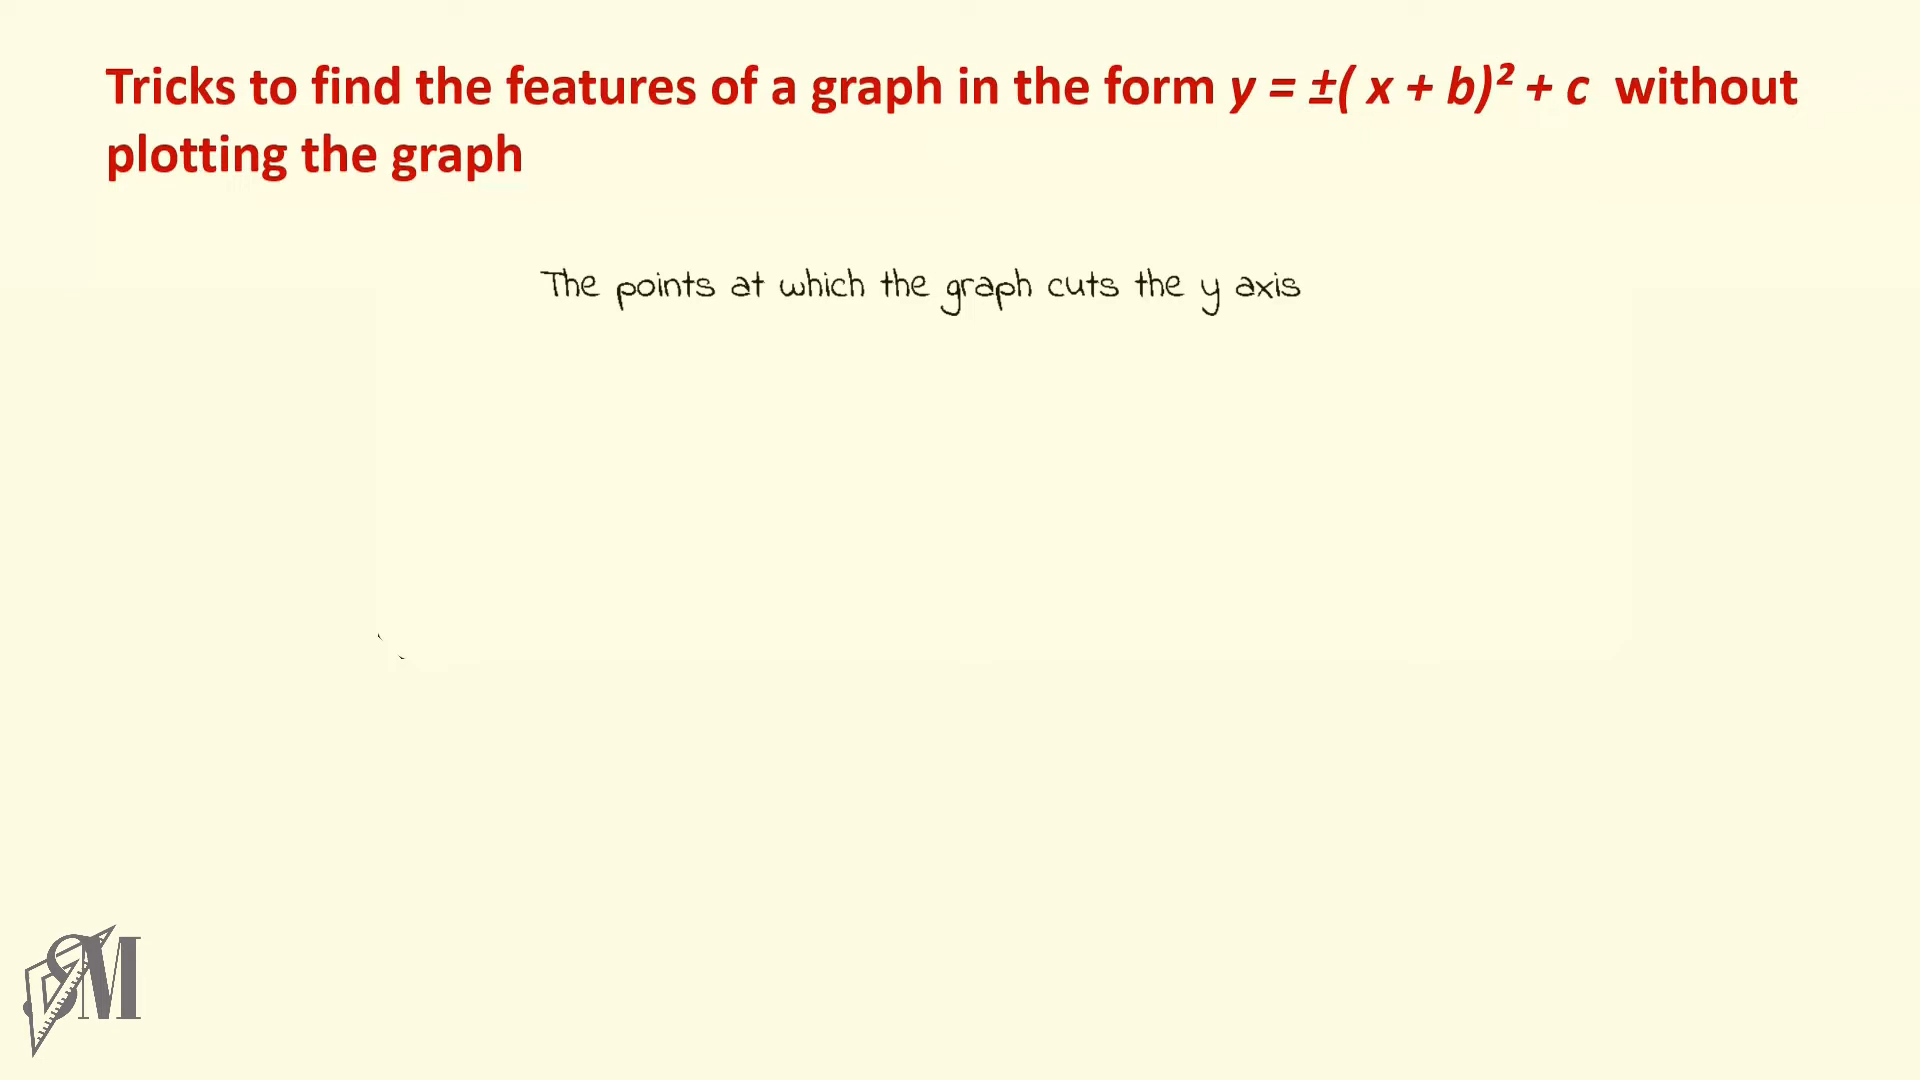 Tricks to find the features of a graph in the form y = ±( x + b)² + c without
plotting the graph
The points at which the graph cuts the y axis
SM